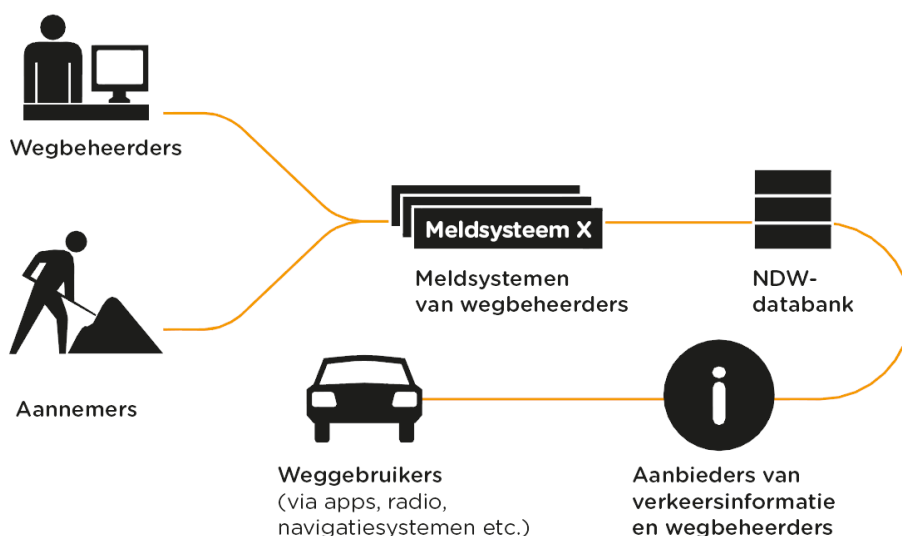 Wegbeheerders
Meldsysteem X
Meldsystemen
van wegbeheerders
NDW-
databank
Aannemers
Weggebruikers
(via apps, radio,
navigatiesystemen etc.)
Aanbieders van
verkeersinformatie
en wegbeheerders